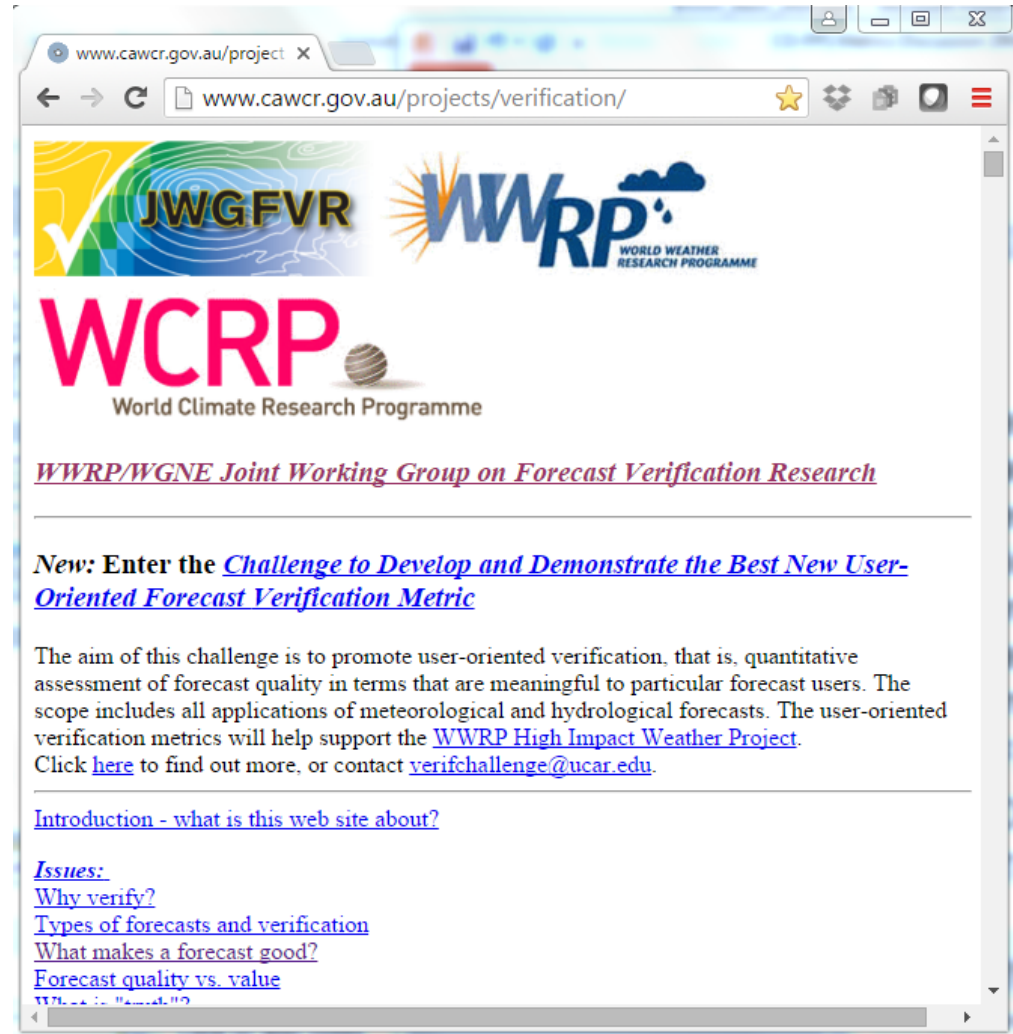 www.cawcr.gov.au/project
www.cawcr.gov.au/projects/verification/
JWGFVR
WWRP
WORLD WEATHER
RESEARCH PROGRAMME
WCRP
World Climate Research Programme
WWRP/WGNE Joint Working Group on Forecast Verification Research
New: Enter the Challenge to Develop and Demonstrate the Best New User-
Oriented Forecast Verification Metric
The aim of this challenge is to promote user-oriented verification, that is, quantitative
assessment of forecast quality in terms that are meaningful to particular forecast users. The
scope includes all applications of meteorological and hydrological forecasts. The user-oriented
verification metrics will help support the WWRP High Impact Weather Project.
Click here to find out more, or contact verifchallenge@ucar.edu.
Introduction - what is this web site about?
Issues:
Why verify?
Types of forecasts and verification
What makes a forecast good?
Forecast quality vs. value
What is "truth"?